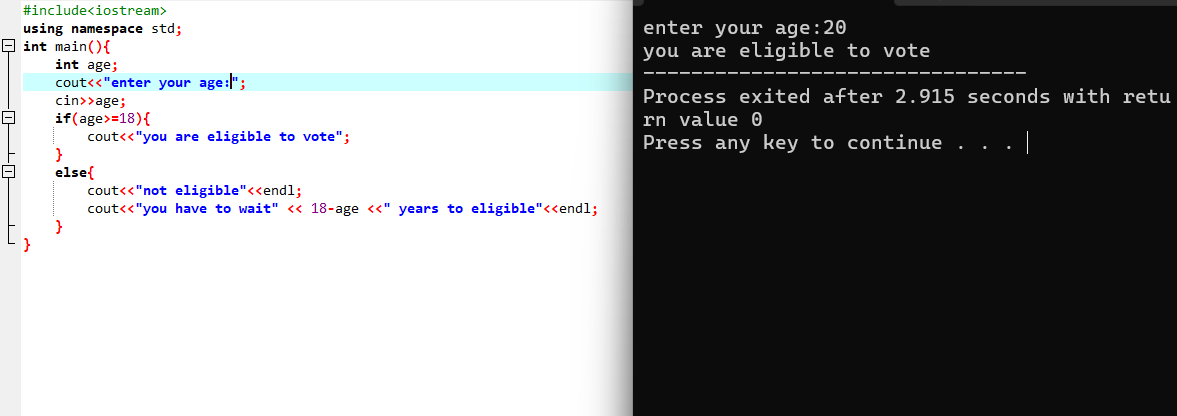 #include<iostream>
using namespace std;
int main(){
    int age;
    cout<<"enter your age:";
    cin>>age;
    if(age>=18){
        cout<<"you are eligible to vote";
    }
    else{
        cout<<"not eligible"<<endl;
        cout<<"you have to wait" << 18-age <<" years to eligible"<<endl;
    }
}
enter your age:20
you are eligible to vote
--------------------------------
Process exited after 2.915 seconds with retu
rn value 0
Press any key to continue . . .